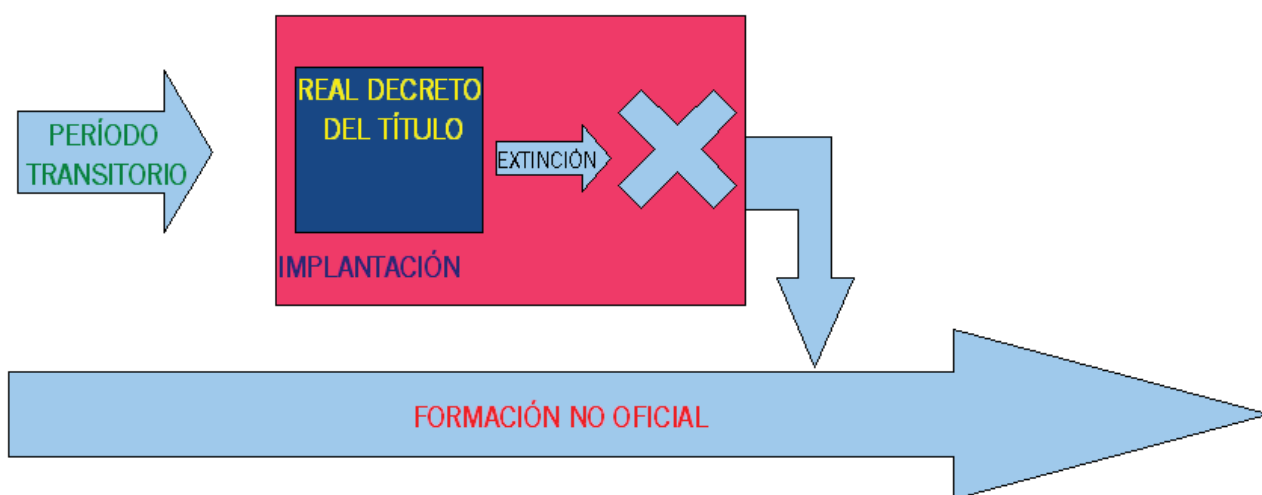 PERÍODO
TRANSITORIO
REAL DECRETO
DEL TÍTULO
EXTINCIÓN
IMPLANTACIÓN
FORMACIÓN NO OFICIAL